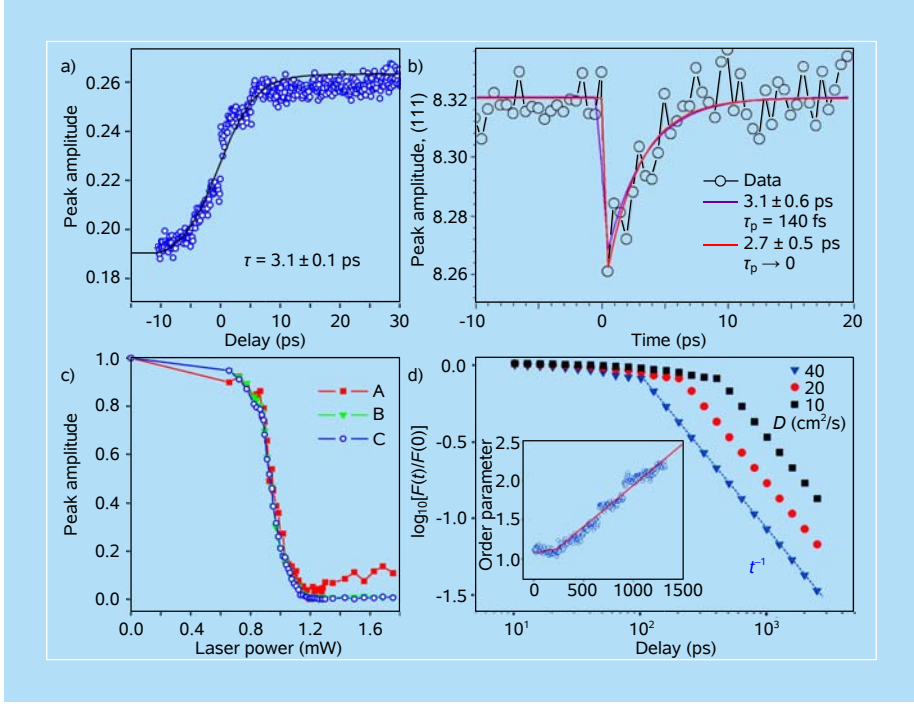 a)
Peak amplitude
0.26
0.24
0.22
0.20
0.18
τ = 3.1 ± 0.1 ps
-10
0
10
20
30
Delay (ps)
b)
Peak amplitude, (111)
8.32
8.30
8.28
8.26
Data
3.1 ± 0.6 ps
τp = 140 fs
2.7 ± 0.5 ps
τp → 0
-10
0
10
20
Time (ps)
c)
Peak amplitude
1.0
0.8
0.6
0.4
0.2
0.0
A
B
C
0.0
0.4
0.8
1.2
1.6
Laser power (mW)
d)
log10[F(t)/F(0)]
0.0
-0.5
-1.0
-1.5
40
20
10
D (cm²/s)
Order parameter
2.5
2.0
1.5
1.0
0
500
1000
1500
t⁻¹
10¹
10²
10³
Delay (ps)